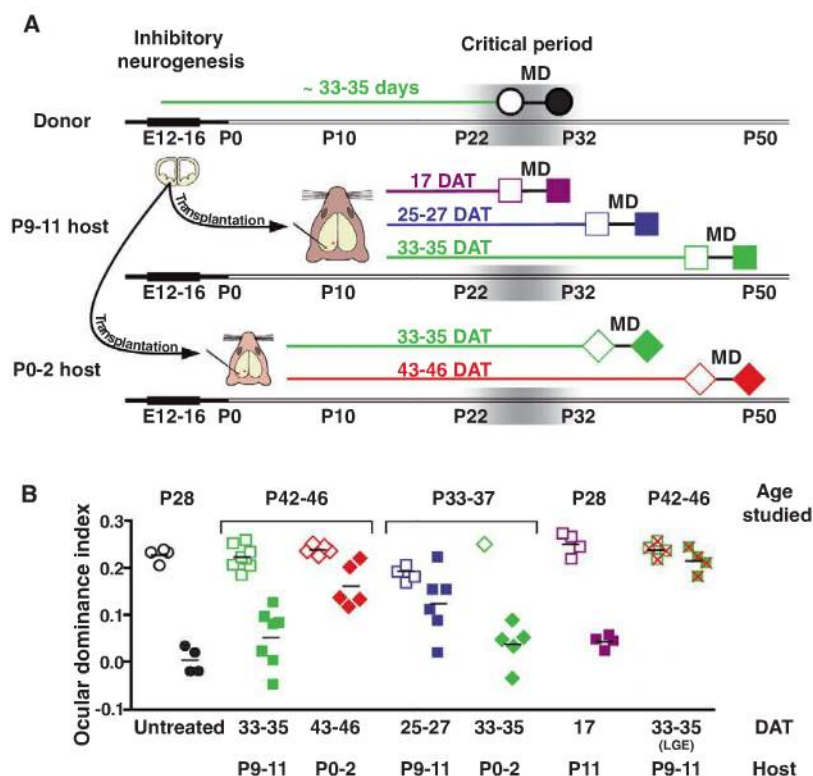 A
Inhibitory
neurogenesis
Critical period
~ 33-35 days
MD
Donor
E12-16 P0 P10 P22 P32 P50
Transplantation
17 DAT
MD
P9-11 host
25-27 DAT
MD
33-35 DAT
MD
E12-16 P0 P10 P22 P32 P50
Transplantation
33-35 DAT
MD
P0-2 host
43-46 DAT
MD
E12-16 P0 P10 P22 P32 P50
B
P28 P42-46 P33-37 P28 P42-46 Age
studied
Ocular dominance index
0.3
0.2
0.1
0.0
-0.1
Untreated 33-35 43-46 25-27 33-35 17 33-35 DAT
(LGE)
P9-11 P0-2 P9-11 P0-2 P11 P9-11 Host